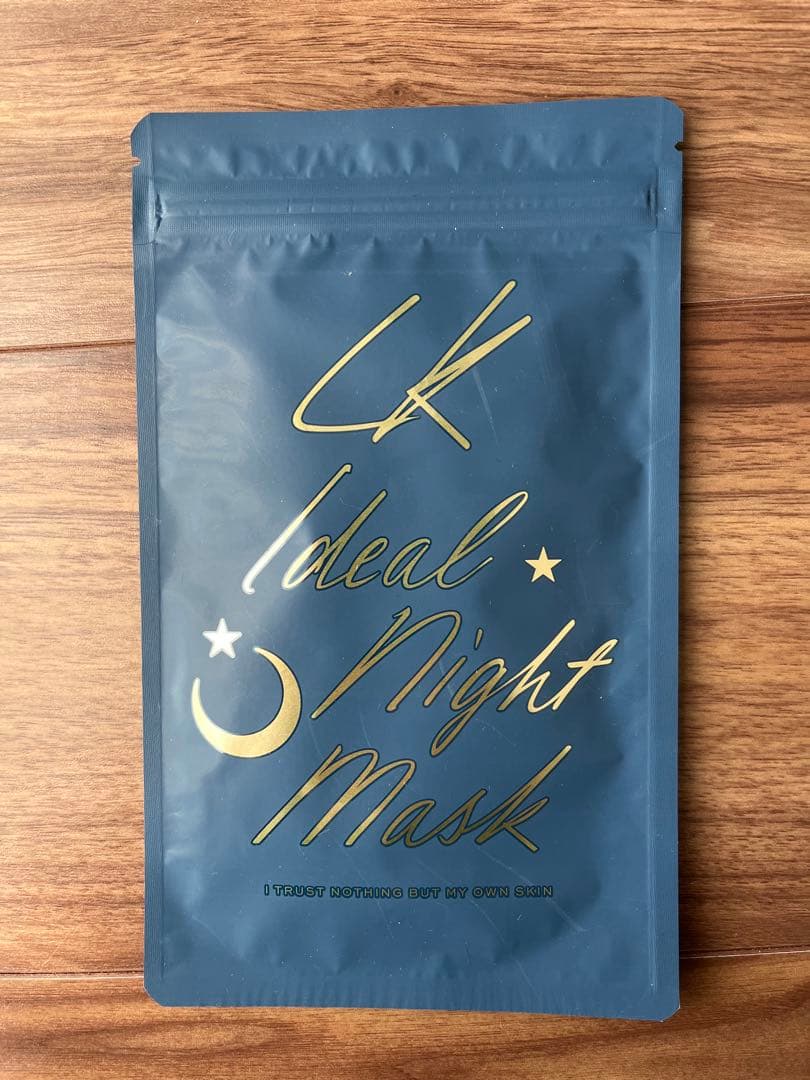 LK
Ideal
Night
Mask
I TRUST NOTHING BUT MY OWN SKIN